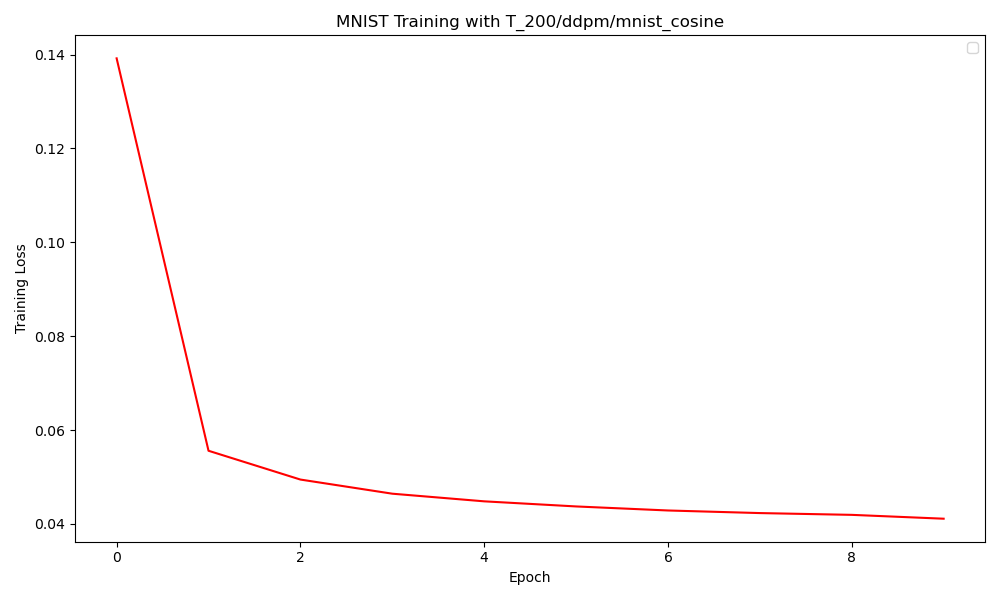 MNIST Training with T_200/ddpm/mnist_cosine
0.14
0.12
0.10
0.08
0.06
0.04
Training Loss
0 2 4 6 8
Epoch